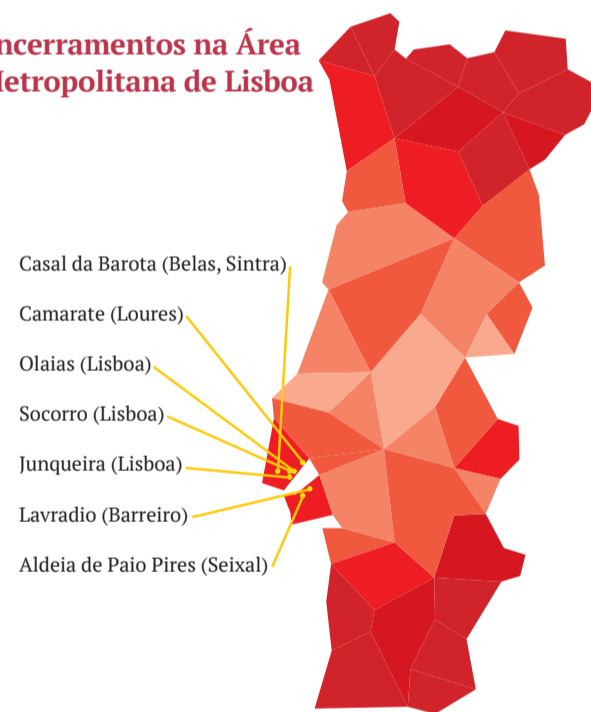 ncerramentos na Área
etropolitana de Lisboa
Casal da Barota (Belas, Sintra)
Camarate (Loures)
Olaias (Lisboa)
Socorro (Lisboa)
Junqueira (Lisboa)
Lavradio (Barreiro)
Aldeia de Paio Pires (Seixal)